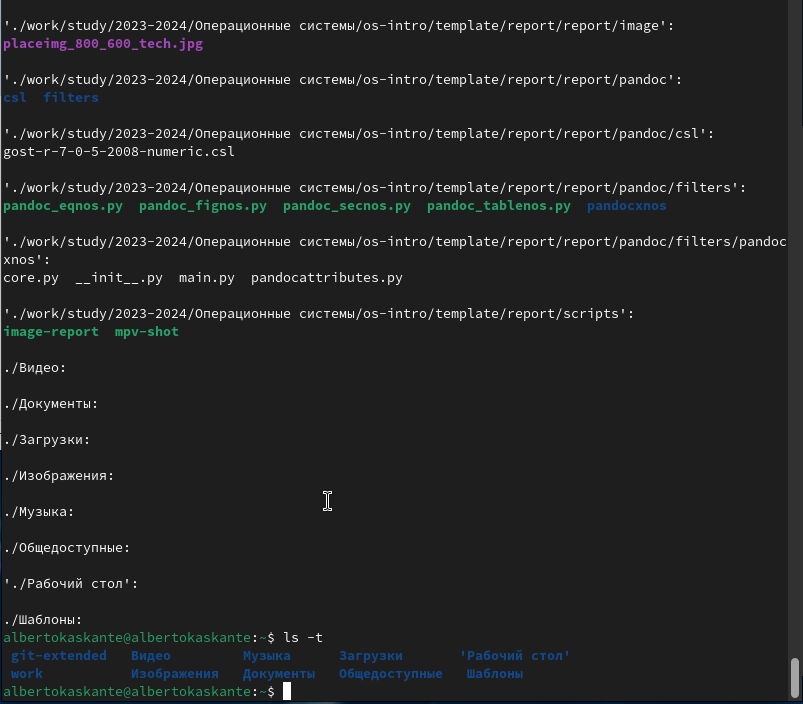 './work/study/2023-2024/Операционные системы/os-intro/template/report/report/image':
placeimg_800_600_tech.jpg
'./work/study/2023-2024/Операционные системы/os-intro/template/report/report/pandoc':
csl  filters
'./work/study/2023-2024/Операционные системы/os-intro/template/report/report/pandoc/csl':
gost-r-7-0-5-2008-numeric.csl
'./work/study/2023-2024/Операционные системы/os-intro/template/report/report/pandoc/filters':
pandoc_eqnos.py  pandoc_fignos.py  pandoc_secnos.py  pandoc_tablenos.py  pandocxnos
'./work/study/2023-2024/Операционные системы/os-intro/template/report/report/pandoc/filters/pandoc
xnos':
core.py  __init__.py  main.py  pandocattributes.py
'./work/study/2023-2024/Операционные системы/os-intro/template/report/scripts':
image-report  mpv-shot
./Видео:
./Документы:
./Загрузки:
./Изображения:
./Музыка:
./Общедоступные:
'./Рабочий стол':
./Шаблоны:
albertokaskante@albertokaskante:~$ ls -t
git-extended   Видео         Музыка      Загрузки       'Рабочий стол'
work           Изображения   Документы   Общедоступные   Шаблоны
albertokaskante@albertokaskante:~$